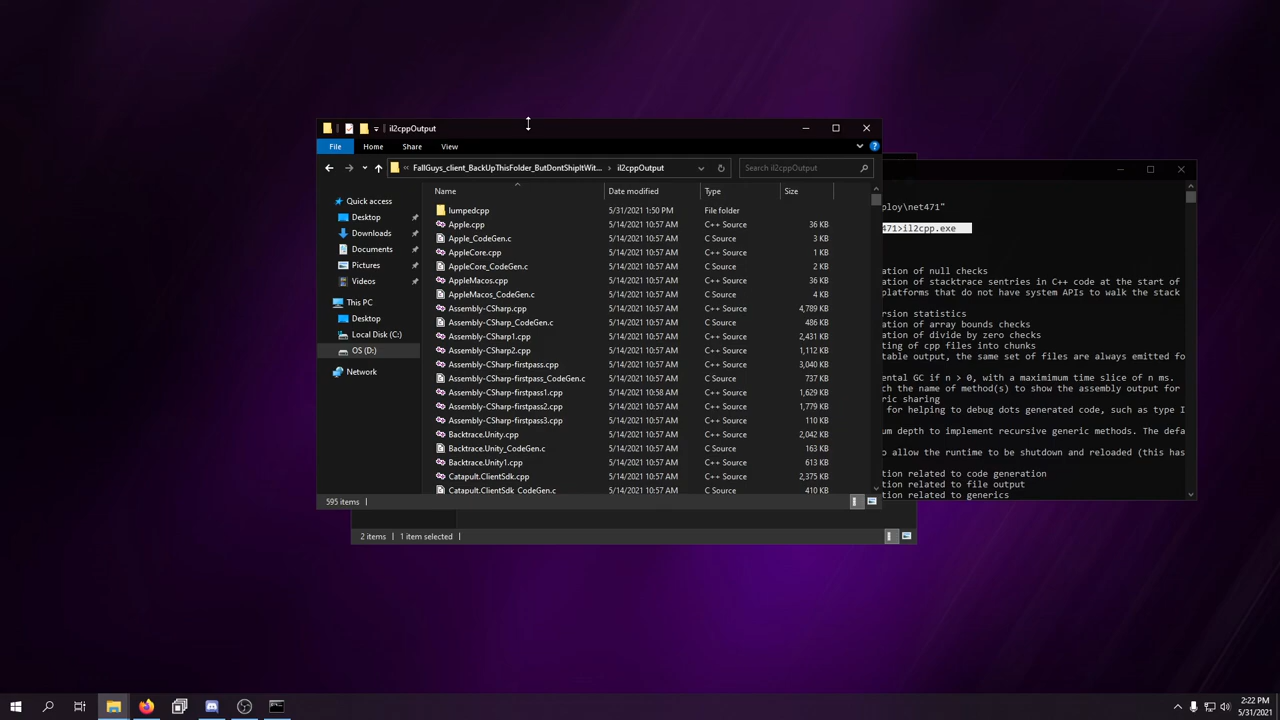 il2cppOutput
File Home Share View
FallGuys_client_BackUpThisFolder_ButDontShipItWit... il2cppOutput Search il2cppOutput
Name Date modified Type Size
Quick access
Desktop
Downloads
Documents
Pictures
Videos
This PC
Desktop
Local Disk (C:)
OS (D:)
Network
lumpedcpp 5/31/2021 1:50 PM File folder
Apple.cpp 5/14/2021 10:57 AM C++ Source 36 KB
Apple_CodeGen.c 5/14/2021 10:57 AM C Source 3 KB
AppleCore.cpp 5/14/2021 10:57 AM C++ Source 1 KB
AppleCore_CodeGen.c 5/14/2021 10:57 AM C Source 2 KB
AppleMacos.cpp 5/14/2021 10:57 AM C++ Source 36 KB
AppleMacos_CodeGen.c 5/14/2021 10:57 AM C Source 4 KB
Assembly-CSharp.cpp 5/14/2021 10:57 AM C++ Source 4,789 KB
Assembly-CSharp_CodeGen.c 5/14/2021 10:57 AM C Source 486 KB
Assembly-CSharp1.cpp 5/14/2021 10:57 AM C++ Source 2,431 KB
Assembly-CSharp2.cpp 5/14/2021 10:57 AM C++ Source 1,112 KB
Assembly-CSharp-firstpass.cpp 5/14/2021 10:57 AM C++ Source 3,040 KB
Assembly-CSharp-firstpass_CodeGen.c 5/14/2021 10:57 AM C Source 737 KB
Assembly-CSharp-firstpass1.cpp 5/14/2021 10:58 AM C++ Source 1,629 KB
Assembly-CSharp-firstpass2.cpp 5/14/2021 10:57 AM C++ Source 1,779 KB
Assembly-CSharp-firstpass3.cpp 5/14/2021 10:57 AM C++ Source 110 KB
Backtrace.Unity.cpp 5/14/2021 10:57 AM C++ Source 2,042 KB
Backtrace.Unity_CodeGen.c 5/14/2021 10:57 AM C Source 163 KB
Backtrace.Unity1.cpp 5/14/2021 10:57 AM C++ Source 613 KB
Catapult.ClientSdk.cpp 5/14/2021 10:57 AM C++ Source 2,375 KB
Catapult.ClientSdk_CodeGen.c 5/14/2021 10:57 AM C Source 410 KB
595 items
2 items 1 item selected
ploy\net471"
471>il2cpp.exe
ation of null checks
ation of stacktrace sentries in C++ code at the start of
platforms that do not have system APIs to walk the stack
ersion statistics
ation of array bounds checks
ation of divide by zero checks
ting of cpp files into chunks
table output, the same set of files are always emitted fo
ental GC if n > 0, with a maximimum time slice of n ms.
ch the name of method(s) to show the assembly output for
eric sharing
for helping to debug dots generated code, such as type I
um depth to implement recursive generic methods. The defa
o allow the runtime to be shutdown and reloaded (this has
tion related to code generation
tion related to file output
tion related to generics
2:22 PM
5/31/2021